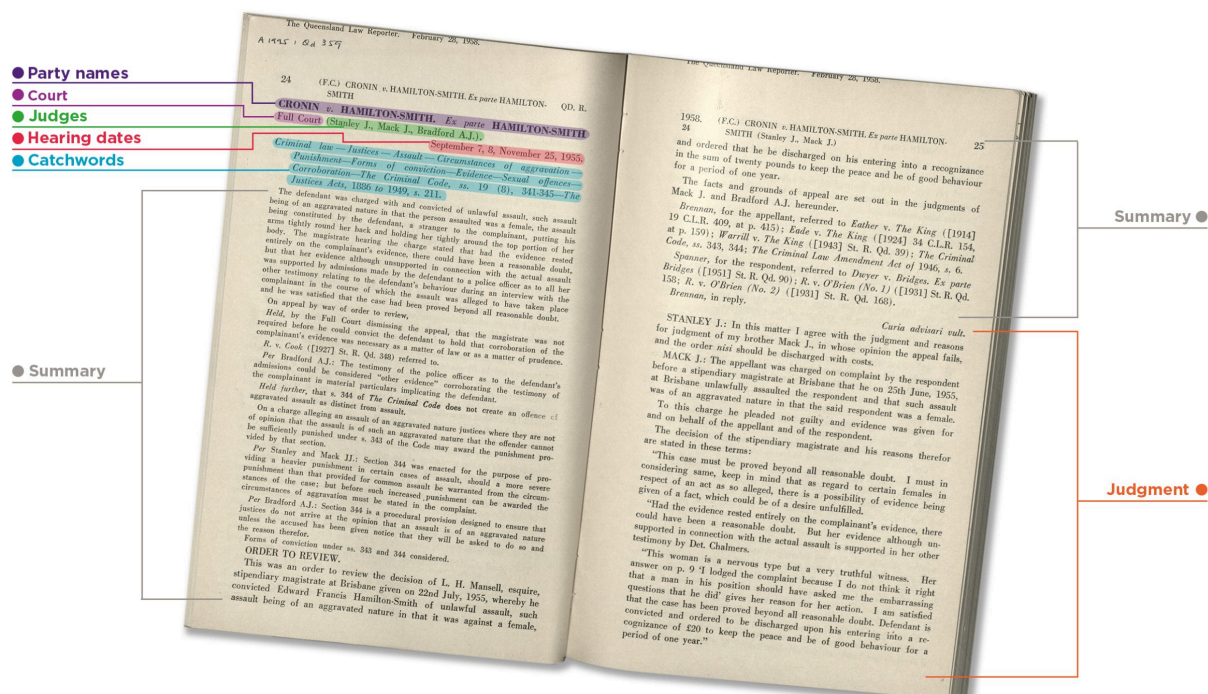 Party names
Court
Judges
Hearing dates
Catchwords
Summary
The Queensland Law Reporter. February 28, 1958.
A 1995 1 Qd 359
24 (F.C.) CRONIN v. HAMILTON-SMITH. Ex parte HAMILTON- QD. R.
SMITH
CRONIN v. HAMILTON-SMITH. Ex parte HAMILTON-SMITH
Full Court (Stanley J., Mack J., Bradford A.J.).
September 7, 8, November 25, 1955.
Criminal law—Justices—Assault—Circumstances of aggravation—
Punishment—Forms of conviction—Evidence—Sexual offences—
Corroboration—The Criminal Code, ss. 19 (8), 341-345—The
Justices Acts, 1886 to 1949, s. 211.
The defendant was charged with and convicted of unlawful assault, such assault
being of an aggravated nature in that the person assaulted was a female, the assault
being constituted by the defendant, a stranger to the complainant, putting his
arms tightly round her back and holding her tightly around the top portion of her
body. The magistrate hearing the charge stated that had the evidence rested
entirely on the complainant's evidence, there could have been a reasonable doubt,
but that her evidence although unsupported in connection with the actual assault
was supported by admissions made by the defendant to a police officer as to all her
other testimony relating to the defendant's behaviour during an interview with the
complainant in the course of which the assault was alleged to have taken place
and he was satisfied that the case had been proved beyond all reasonable doubt.
On appeal by way of order to review,
Held, by the Full Court dismissing the appeal, that the magistrate was not
required before he could convict the defendant to hold that corroboration of the
complainant's evidence was necessary as a matter of law or as a matter of prudence.
R. v. Cook ([1927] St. R. Qd. 348) referred to.
Per Bradford A.J.: The testimony of the police officer as to the defendant's
admissions could be considered "other evidence" corroborating the testimony of
the complainant in material particulars implicating the defendant.
Held further, that s. 344 of The Criminal Code does not create an offence of
aggravated assault as distinct from assault.
On a charge alleging an assault of an aggravated nature justices where they are not
of opinion that the assault is of such an aggravated nature that the offender cannot
be sufficiently punished under s. 343 of the Code may award the punishment pro-
vided by that section.
Per Stanley and Mack JJ.: Section 344 was enacted for the purpose of pro-
viding a heavier punishment in certain cases of assault, should a more severe
punishment than that provided for common assault be warranted from the circum-
stances of the case; but before such increased punishment can be awarded the
circumstances of aggravation must be stated in the complaint.
Per Bradford A.J.: Section 344 is a procedural provision designed to ensure that
justices do not arrive at the opinion that an assault is of an aggravated nature
unless the accused has been given notice that they will be asked to do so and
the reason therefor.
Forms of conviction under ss. 343 and 344 considered.
ORDER TO REVIEW.
This was an order to review the decision of L. H. Mansell, esquire,
stipendiary magistrate at Brisbane given on 22nd July, 1955, whereby he
convicted Edward Francis Hamilton-Smith of unlawful assault, such
assault being of an aggravated nature in that it was against a female,
The Queensland Law Reporter. February 28, 1958.
1958. (F.C.) CRONIN v. HAMILTON-SMITH. Ex parte HAMILTON-
24 SMITH (Stanley J., Mack J.) 25
and ordered that he be discharged on his entering into a recognizance
in the sum of twenty pounds to keep the peace and be of good behaviour
for a period of one year.
The facts and grounds of appeal are set out in the judgments of
Mack J. and Bradford A.J. hereunder.
Brennan, for the appellant, referred to Eather v. The King ([1914]
19 C.L.R. 409, at p. 415); Eade v. The King ([1924] 34 C.L.R. 154,
at p. 159); Warrill v. The King ([1943] St. R. Qd. 39); The Criminal
Code, ss. 343, 344; The Criminal Law Amendment Act of 1946, s. 6.
Spanner, for the respondent, referred to Dwyer v. Bridges. Ex parte
Bridges ([1951] St. R. Qd. 90); R. v. O'Brien (No. 1) ([1931] St. R. Qd.
158; R. v. O'Brien (No. 2) ([1931] St. R. Qd. 168).
Brennan, in reply.
Curia advisari vult.
STANLEY J.: In this matter I agree with the judgment and reasons
for judgment of my brother Mack J., in whose opinion the appeal fails,
and the order nisi should be discharged with costs.
MACK J.: The appellant was charged on complaint by the respondent
before a stipendiary magistrate at Brisbane that he on 25th June, 1955,
at Brisbane unlawfully assaulted the respondent and that such assault
was of an aggravated nature in that the said respondent was a female.
To this charge he pleaded not guilty and evidence was given for
and on behalf of the appellant and of the respondent.
The decision of the stipendiary magistrate and his reasons therefor
are stated in these terms:
"This case must be proved beyond all reasonable doubt. I must in
considering same, keep in mind that as regard to certain females in
respect of an act as so alleged, there is a possibility of evidence being
given of a fact, which could be of a desire unfulfilled.
"Had the evidence rested entirely on the complainant's evidence, there
could have been a reasonable doubt. But her evidence although un-
supported in connection with the actual assault is supported in her other
testimony by Det. Chalmers.
"This woman is a nervous type but a very truthful witness. Her
answer on p. 9 'I lodged the complaint because I do not think it right
that a man in his position should have asked me the embarrassing
questions that he did' gives her reason for her action. I am satisfied
that the case has been proved beyond all reasonable doubt. Defendant is
convicted and ordered to be discharged upon his entering into a re-
cognizance of £20 to keep the peace and be of good behaviour for a
period of one year."
Summary
Judgment